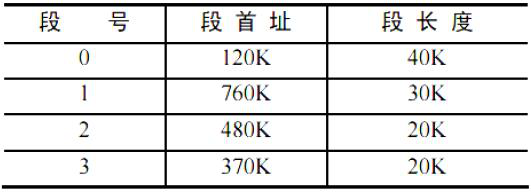 段 号 段 首 址 段 长 度
0 120K 40K
1 760K 30K
2 480K 20K
3 370K 20K